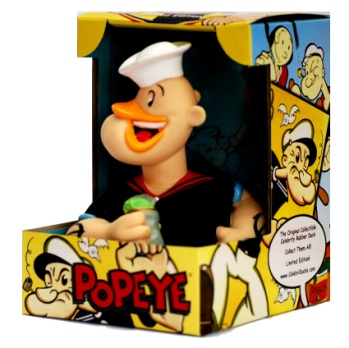 POPEYE
The Original Collectible
Celebrity Rubber Duck
Collect Them All!
Limited Edition!
www.CelebriDucks.com